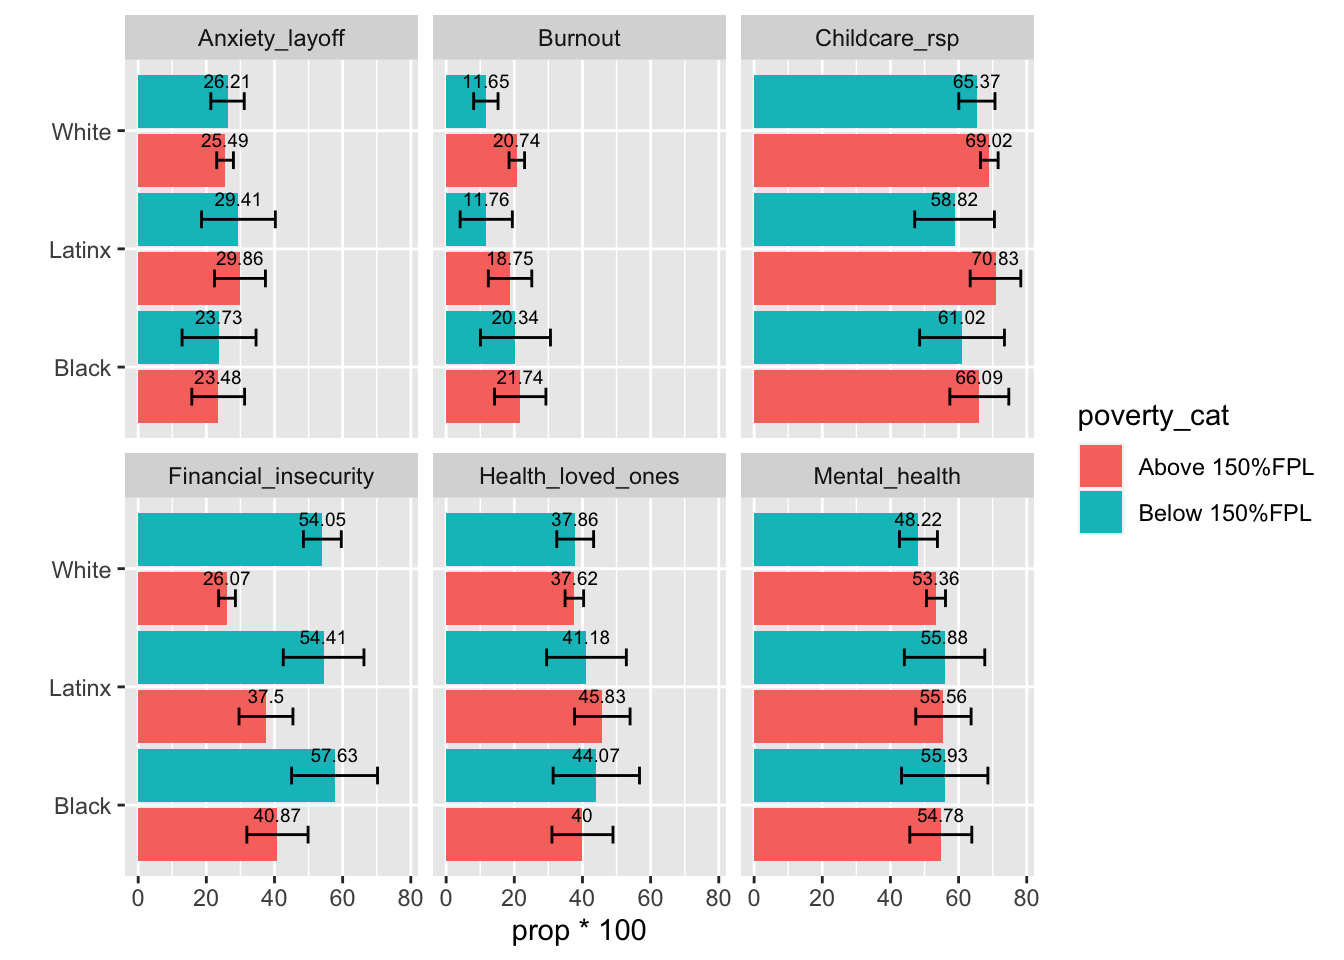 Anxiety_layoff
Burnout
Childcare_rsp
White
26.21
11.65
65.37
25.49
20.74
69.02
Latinx
29.41
11.76
58.82
29.86
18.75
70.83
Black
23.73
20.34
61.02
23.48
21.74
66.09
Financial_insecurity
Health_loved_ones
Mental_health
White
54.05
37.86
48.22
26.07
37.62
53.36
Latinx
54.41
41.18
55.88
37.5
45.83
55.56
Black
57.63
44.07
55.93
40.87
40
54.78
0 20 40 60 80
0 20 40 60 80
0 20 40 60 80
prop * 100
poverty_cat
Above 150%FPL
Below 150%FPL